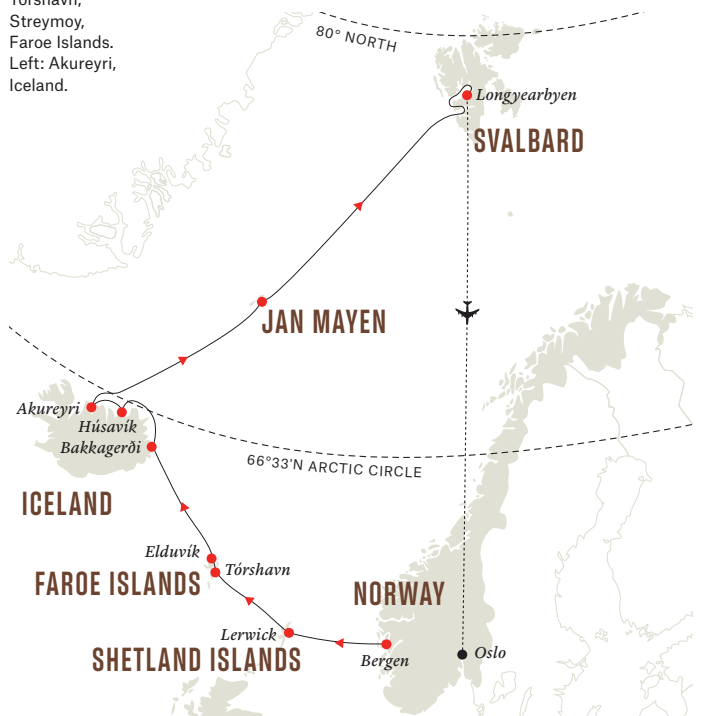 Tórshavn,
Streymoy,
Faroe Islands.
Left: Akureyri,
Iceland.
80° NORTH
Longyearbyen
SVALBARD
JAN MAYEN
Akureyri
Húsavík
Bakkagerði
66°33'N ARCTIC CIRCLE
ICELAND
Elduvík
Tórshavn
FAROE ISLANDS
NORWAY
Lerwick
SHETLAND ISLANDS
Bergen
Oslo